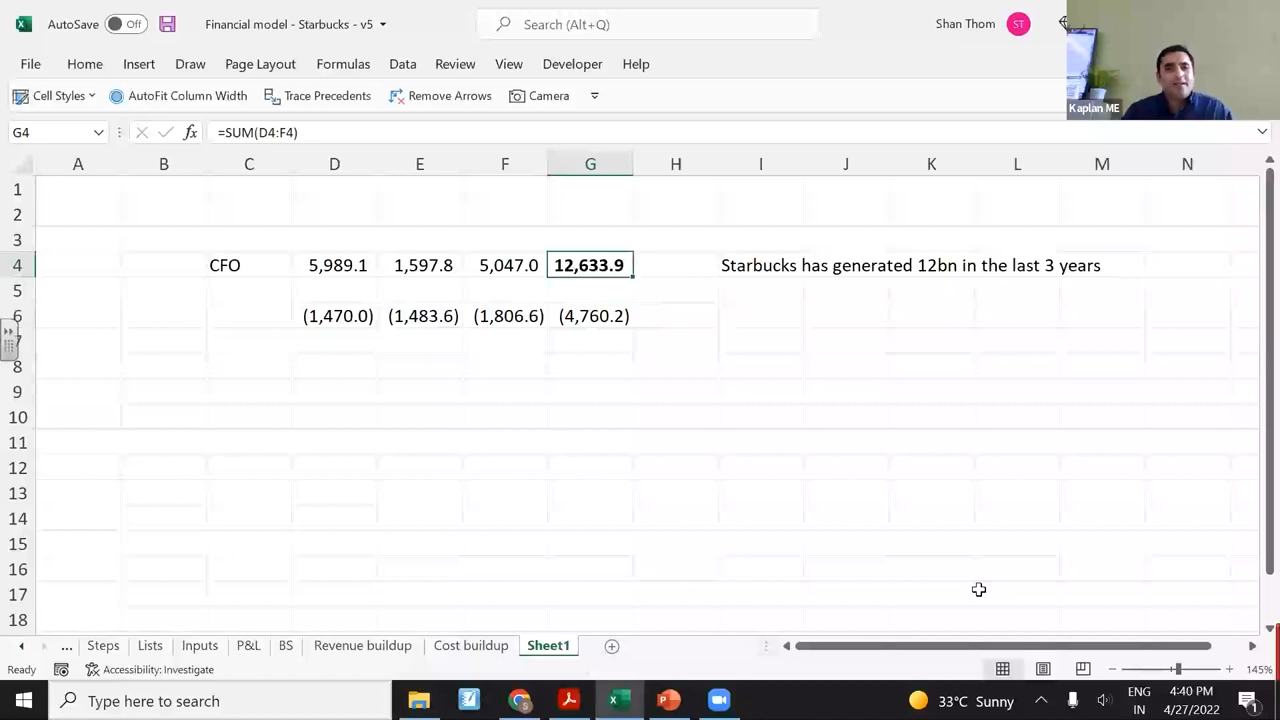 AutoSave Off Financial model - Starbucks - v5 Search (Alt+Q) Shan Thom ST
File Home Insert Draw Page Layout Formulas Data Review View Developer Help
Cell Styles AutoFit Column Width Trace Precedents Remove Arrows Camera
Kaplan ME
G4 fx =SUM(D4:F4)
A B C D E F G H I J K L M N
1
2
3
4 CFO 5,989.1 1,597.8 5,047.0 12,633.9 Starbucks has generated 12bn in the last 3 years
5
6 (1,470.0) (1,483.6) (1,806.6) (4,760.2)
7
8
9
10
11
12
13
14
15
16
17
18
... Steps Lists Inputs P&L BS Revenue buildup Cost buildup Sheet1
Ready Accessibility: Investigate 145%
Type here to search 33°C Sunny ENG 4:40 PM
IN 4/27/2022 1